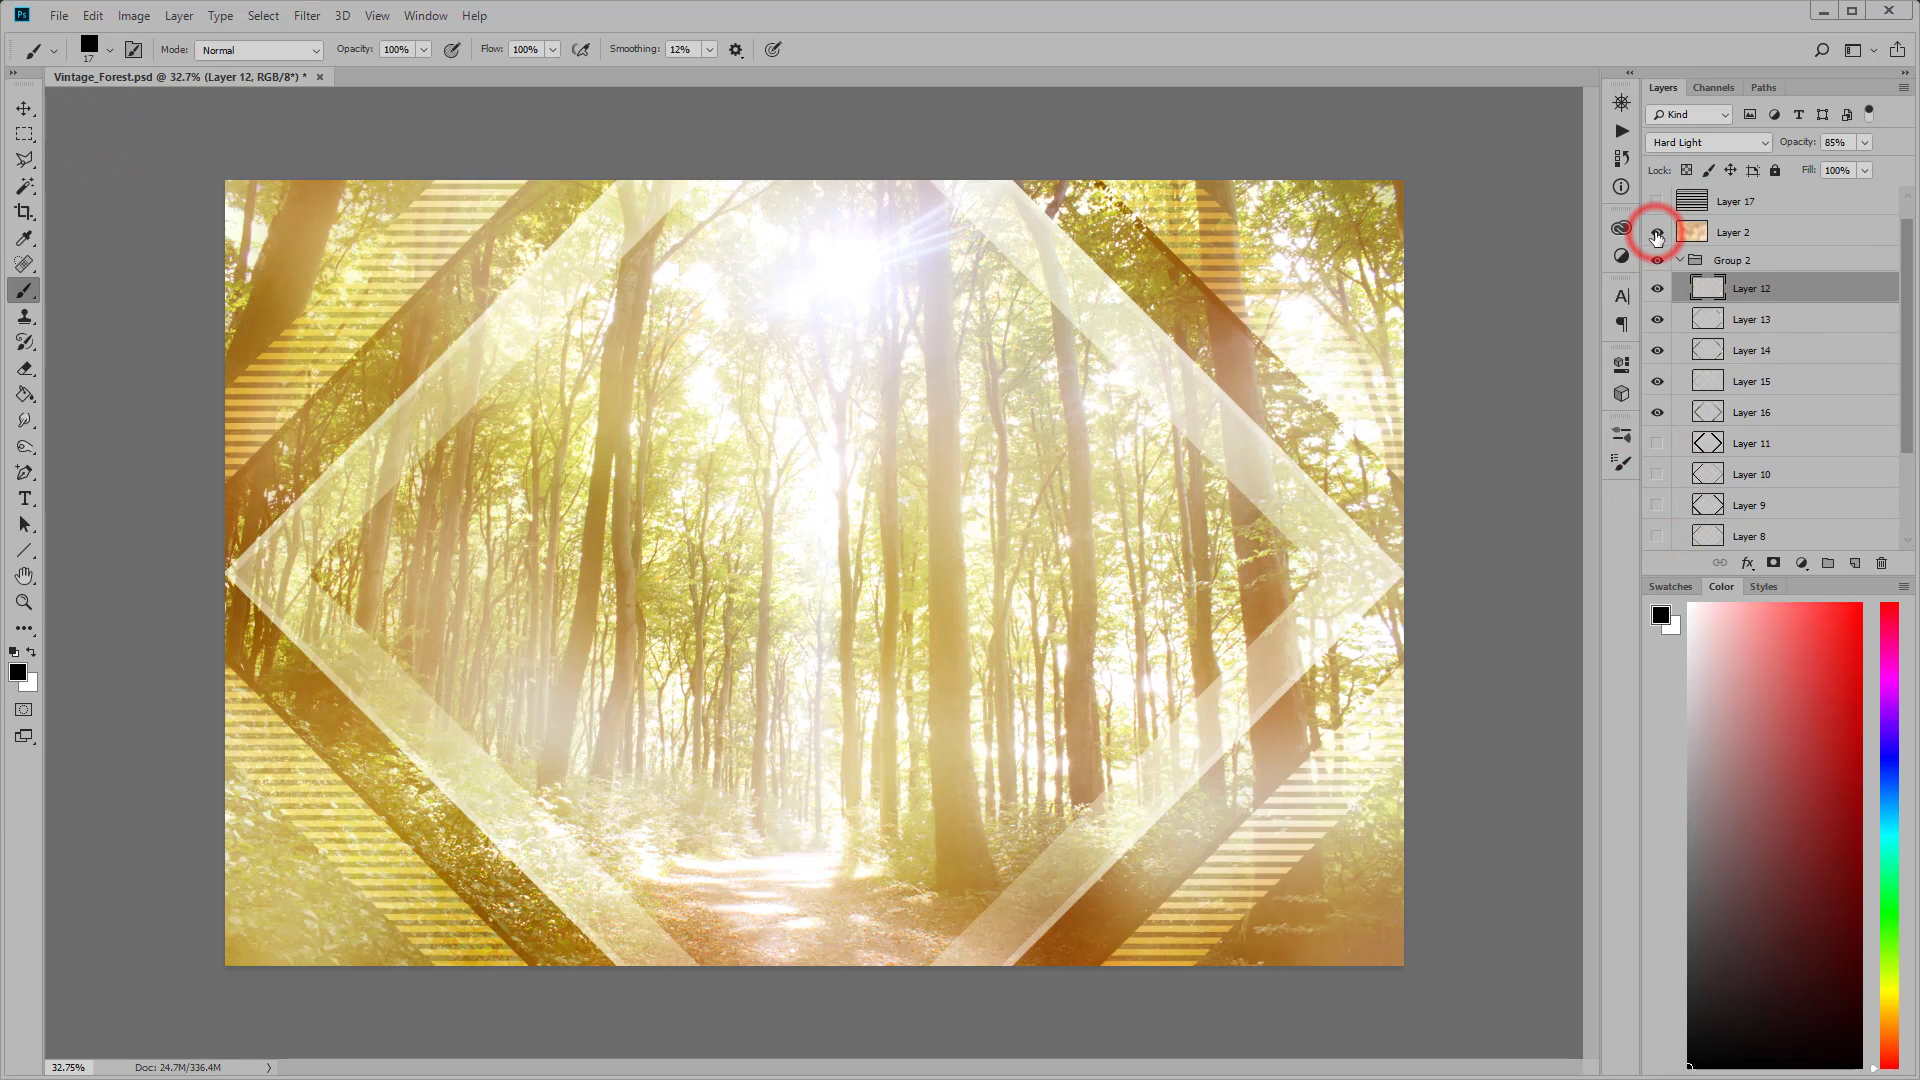 Ps File Edit Image Layer Type Select Filter 3D View Window Help
17 Mode: Normal Opacity: 100% Flow: 100% Smoothing: 12%
Vintage_Forest.psd @ 32.7% (Layer 12, RGB/8*) * ×
Layers Channels Paths
Kind
Hard Light Opacity: 85%
Lock: Fill: 100%
Layer 17
Layer 2
Group 2
Layer 12
Layer 13
Layer 14
Layer 15
Layer 16
Layer 11
Layer 10
Layer 9
Layer 8
fx
Swatches Color Styles
32.75% Doc: 24.7M/336.4M